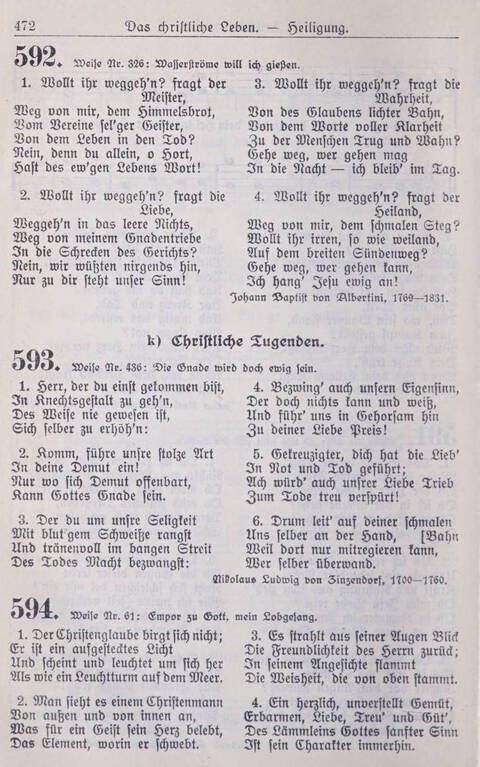 472 Das christliche Leben. — Heiligung.
592. Weise Nr. 326: Wasserströme will ich gießen.
1. Wollt ihr weggeh'n? fragt der
Meister,
Weg von mir, dem Himmelsbrot,
Vom Vereine sel'ger Geister,
Von dem Leben in den Tod?
Nein, denn du allein, o Hort,
Hast des ew'gen Lebens Wort!
2. Wollt ihr weggeh'n? fragt die
Liebe,
Weggeh'n in das leere Nichts,
Weg von meinem Gnadentriebe
In die Schrecken des Gerichts?
Nein, wir wüßten nirgends hin,
Nur zu dir steht unser Sinn!
3. Wollt ihr weggeh'n? fragt die
Wahrheit,
Von des Glaubens lichter Bahn,
Von dem Worte voller Klarheit
Zu der Menschen Trug und Wahn?
Gehe weg, wer gehen mag
In die Nacht — ich bleib' im Tag.
4. Wollt ihr weggeh'n? fragt der
Heiland,
Weg von mir, dem schmalen Steg?
Wollt ihr irren, so wie weiland,
Auf dem breiten Sündenweg?
Gehe weg, wer gehen kann,
Ich hang' Jesu ewig an!
Johann Baptist von Albertini, 1769—1831.
k) Christliche Tugenden.
593. Weise Nr. 436: Die Gnade wird doch ewig sein.
1. Herr, der du einst gekommen bist,
In Knechtsgestalt zu geh'n,
Des Weise nie gewesen ist,
Sich selber zu erhöh'n:
2. Komm, führe unsre stolze Art
In deine Demut ein!
Nur wo sich Demut offenbart,
Kann Gottes Gnade sein.
3. Der du um unsre Seligkeit
Mit blut'gem Schweiße rangst
Und tränenvoll im bangen Streit
Des Todes Macht bezwangst:
4. Bezwing' auch unsern Eigensinn,
Der doch nichts kann und weiß,
Und führ' uns in Gehorsam hin
Zu deiner Liebe Preis!
5. Gekreuzigter, dich hat die Lieb'
In Not und Tod geführt;
Ach würd' auch unsrer Liebe Trieb
Zum Tode treu verspürt!
6. Drum leit' auf deiner schmalen
Uns selber an der Hand, [Bahn
Weil dort nur mitregieren kann,
Wer selber überwand.
Nikolaus Ludwig von Zinzendorf, 1700—1760.
594. Weise Nr. 61: Empor zu Gott, mein Lobgesang.
1. Der Christenglaube birgt sich nicht;
Er ist ein aufgestecktes Licht
Und scheint und leuchtet um sich her
Als wie ein Leuchtturm auf dem Meer.
2. Man sieht es einem Christenmann
Von außen und von innen an,
Was für ein Geist sein Herz belebt,
Das Element, worin er schwebt.
3. Es strahlt aus seiner Augen Blick
Die Freundlichkeit des Herrn zurück;
In seinem Angesichte flammt
Die Weisheit, die von oben stammt.
4. Ein herzlich, unverstellt Gemüt,
Erbarmen, Liebe, Treu' und Güt',
Des Lämmleins Gottes sanfter Sinn
Ist sein Charakter immerhin.